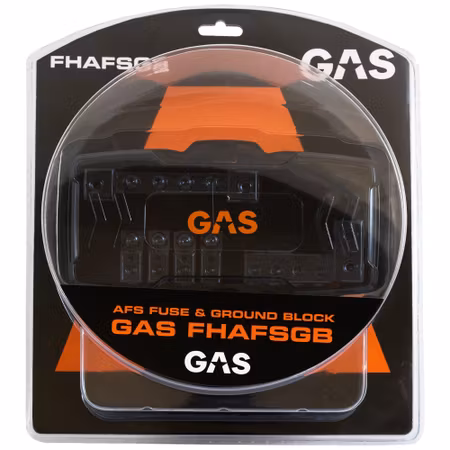 FHAFSGB
GAS
GAS
AFS FUSE & GROUND BLOCK
GAS FHAFSGB
GAS